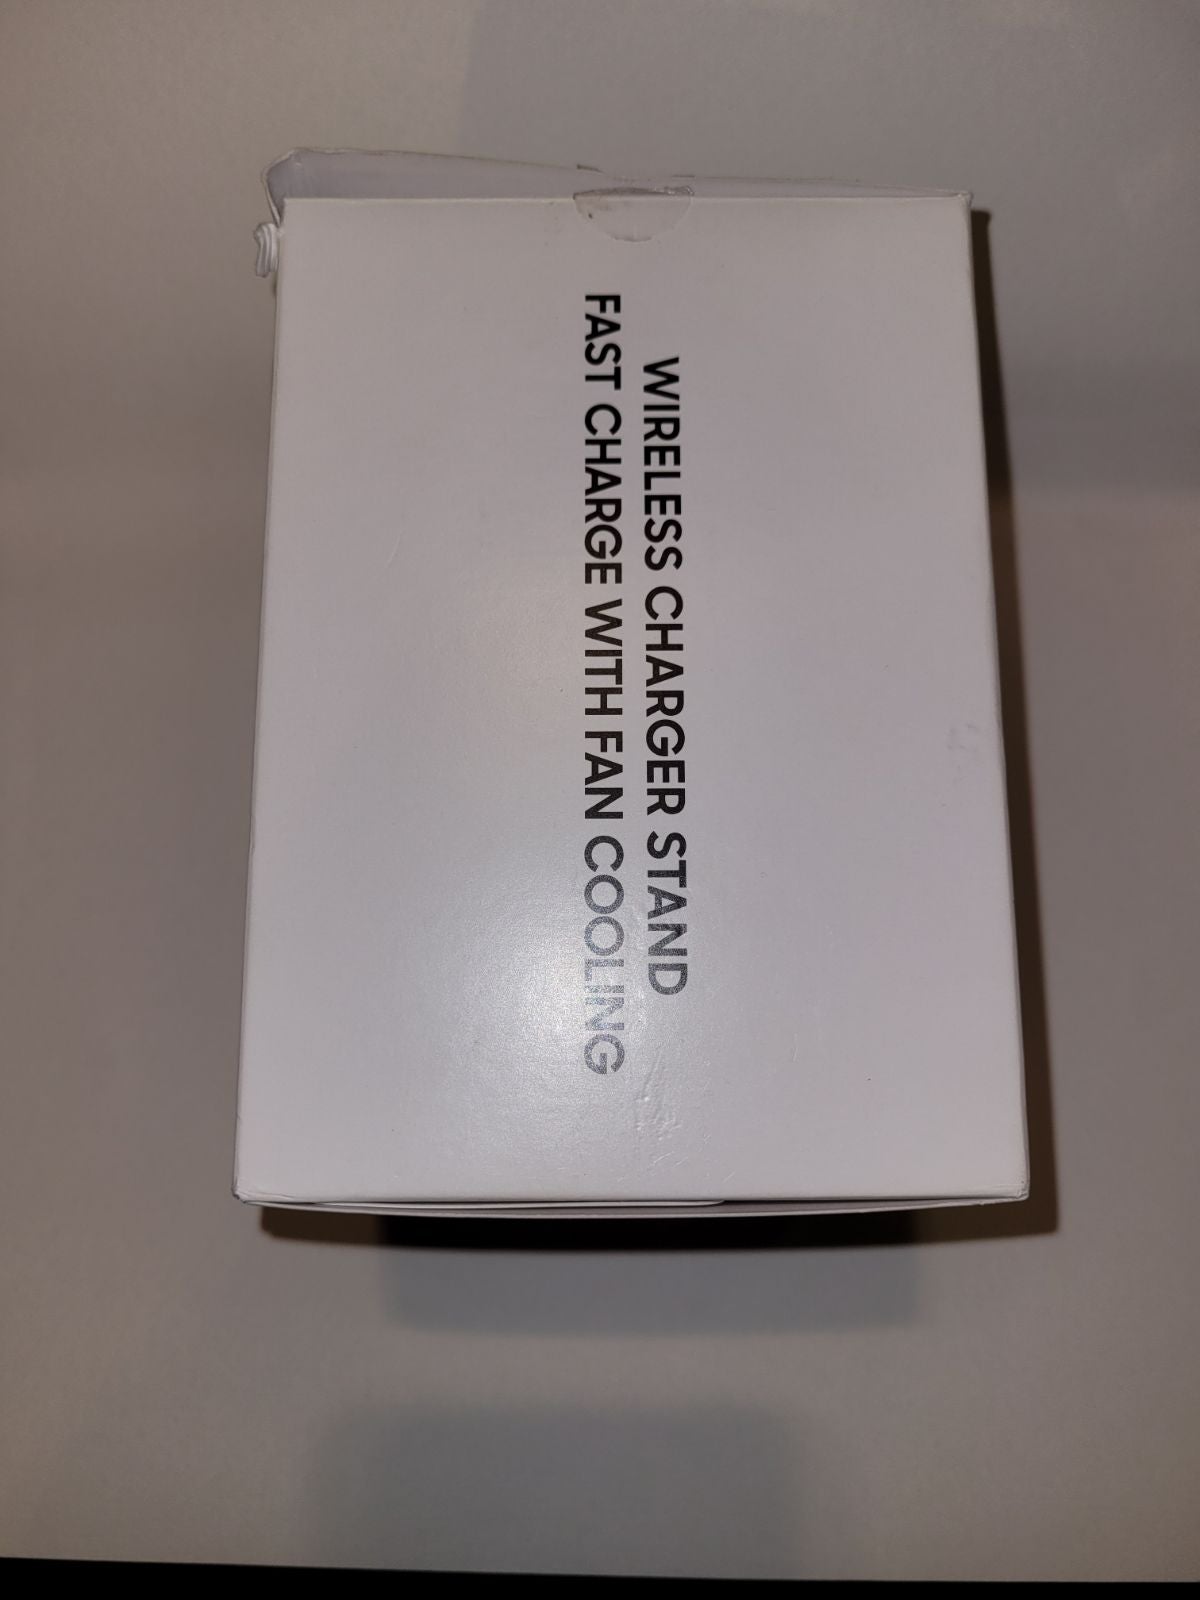 WIRELESS CHARGER STAND
FAST CHARGE WITH FAN COOLING